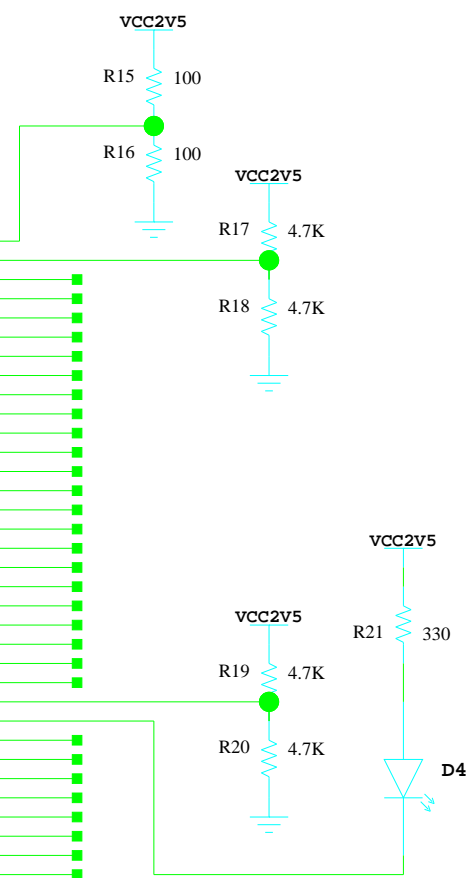 VCC2V5
R15 100
R16 100
VCC2V5
R17 4.7K
R18 4.7K
VCC2V5
R21 330
VCC2V5
R19 4.7K
R20 4.7K
D4